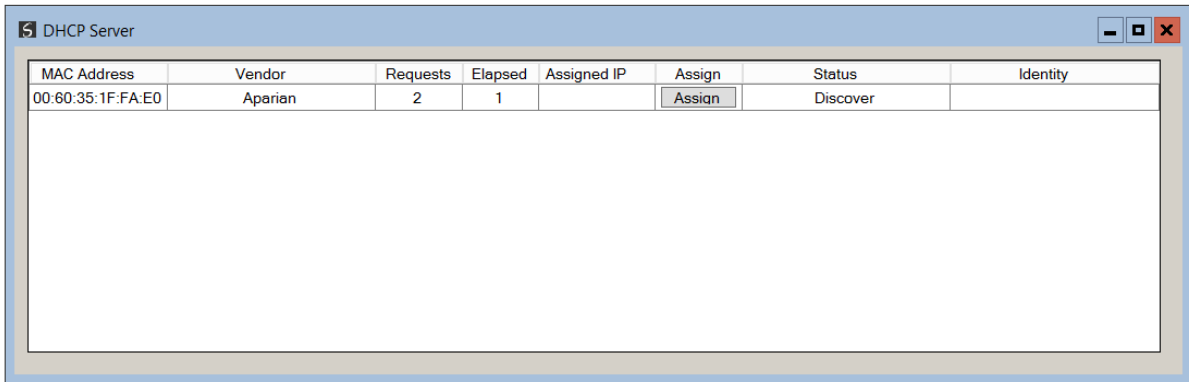 DHCP Server
MAC Address Vendor Requests Elapsed Assigned IP Assign Status Identity
00:60:35:1F:FA:E0 Aparian 2 1 Assign Discover